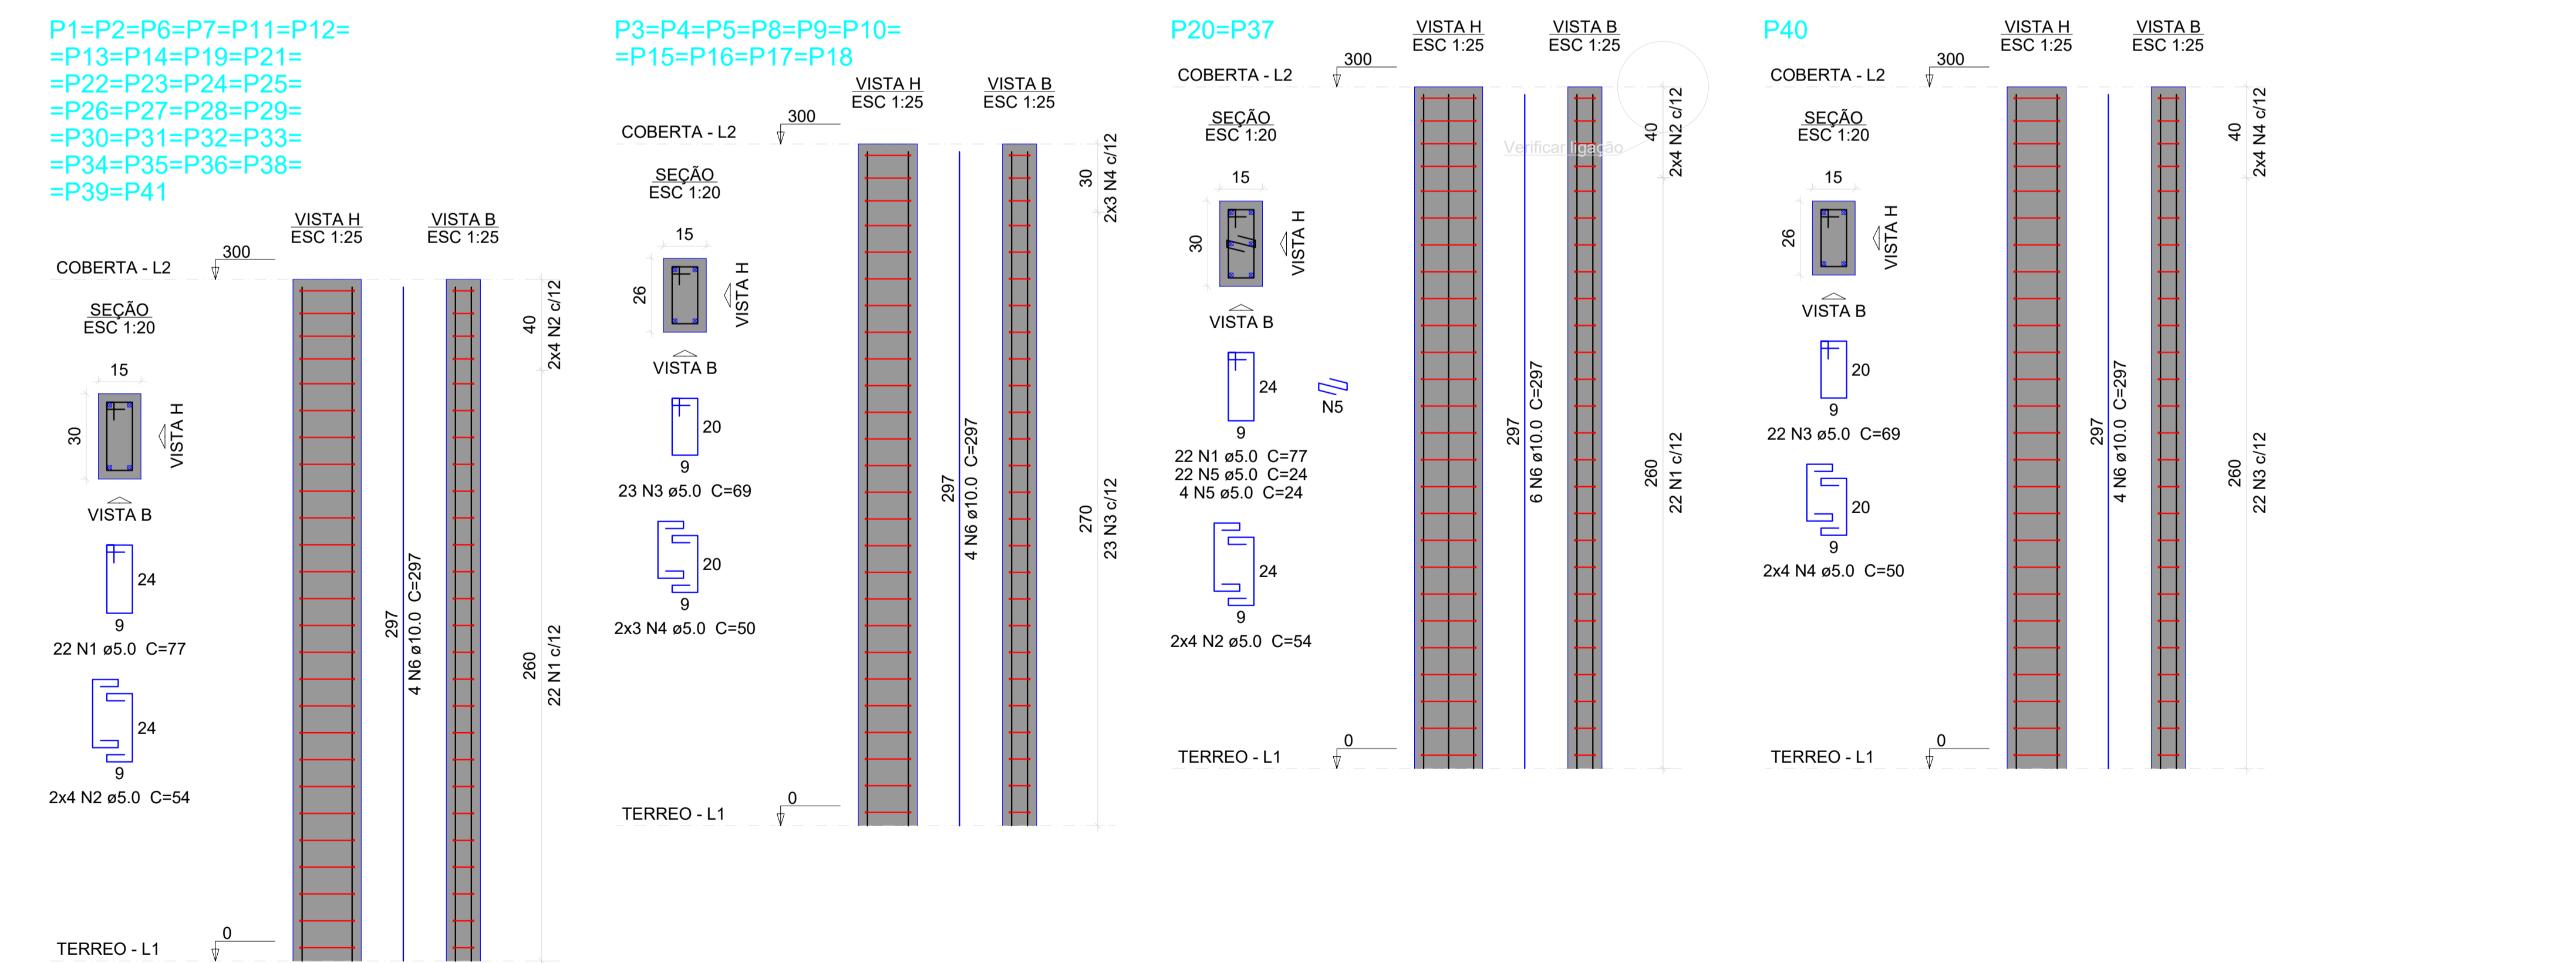 P1=P2=P6=P7=P11=P12=
=P13=P14=P19=P21=
=P22=P23=P24=P25=
=P26=P27=P28=P29=
=P30=P31=P32=P33=
=P34=P35=P36=P38=
=P39=P41
VISTA H
ESC 1:25
VISTA B
ESC 1:25
COBERTA - L2
300
SEÇÃO
ESC 1:20
15
30
VISTA H
VISTA B
24
9
22 N1 ø5.0 C=77
24
9
2x4 N2 ø5.0 C=54
297
4 N6 ø10.0 C=297
40
2x4 N2 c/12
260
22 N1 c/12
TERREO - L1
0
P3=P4=P5=P8=P9=P10=
=P15=P16=P17=P18
VISTA H
ESC 1:25
VISTA B
ESC 1:25
COBERTA - L2
300
SEÇÃO
ESC 1:20
15
26
VISTA H
VISTA B
20
9
23 N3 ø5.0 C=69
20
9
2x3 N4 ø5.0 C=50
297
4 N6 ø10.0 C=297
30
2x3 N4 c/12
270
23 N3 c/12
TERREO - L1
0
P20=P37
VISTA H
ESC 1:25
VISTA B
ESC 1:25
COBERTA - L2
300
SEÇÃO
ESC 1:20
15
30
VISTA H
VISTA B
24
9
N5
22 N1 ø5.0 C=77
22 N5 ø5.0 C=24
4 N5 ø5.0 C=24
24
9
2x4 N2 ø5.0 C=54
297
6 N6 ø10.0 C=297
Verificar ligação
40
2x4 N2 c/12
260
22 N1 c/12
TERREO - L1
0
P40
VISTA H
ESC 1:25
VISTA B
ESC 1:25
COBERTA - L2
300
SEÇÃO
ESC 1:20
15
26
VISTA H
VISTA B
20
9
22 N3 ø5.0 C=69
20
9
2x4 N4 ø5.0 C=50
297
4 N6 ø10.0 C=297
40
2x4 N4 c/12
260
22 N3 c/12
TERREO - L1
0